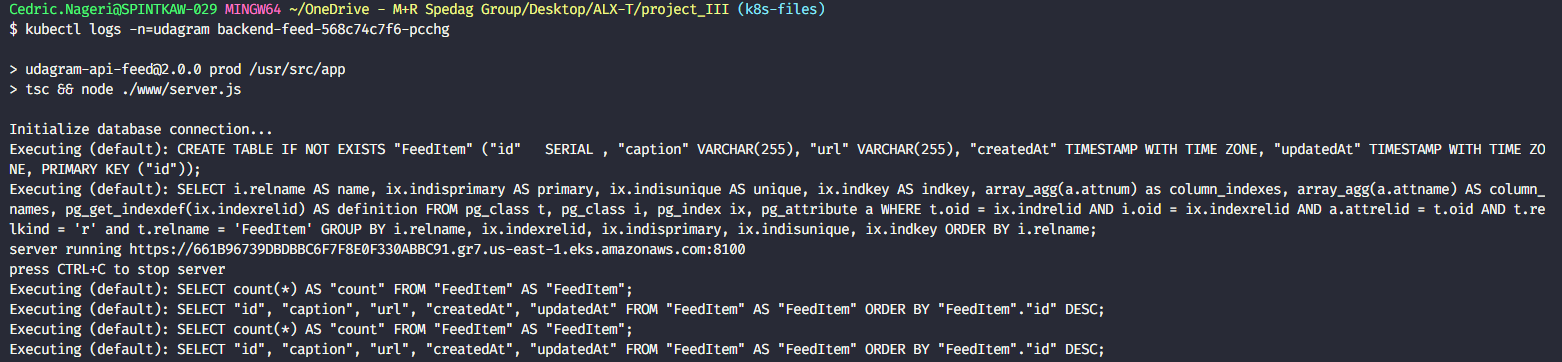 Cedric.Nageri@SPINTKAW-029 MINGW64 ~/OneDrive - M+R Spedag Group/Desktop/ALX-T/project_III (k8s-files)
$ kubectl logs -n=udagram backend-feed-568c74c7f6-pcchg
> udagram-api-feed@2.0.0 prod /usr/src/app
> tsc && node ./www/server.js
Initialize database connection...
Executing (default): CREATE TABLE IF NOT EXISTS "FeedItem" ("id"   SERIAL , "caption" VARCHAR(255), "url" VARCHAR(255), "createdAt" TIMESTAMP WITH TIME ZONE, "updatedAt" TIMESTAMP WITH TIME ZO
NE, PRIMARY KEY ("id"));
Executing (default): SELECT i.relname AS name, ix.indisprimary AS primary, ix.indisunique AS unique, ix.indkey AS indkey, array_agg(a.attnum) as column_indexes, array_agg(a.attname) AS column_
names, pg_get_indexdef(ix.indexrelid) AS definition FROM pg_class t, pg_class i, pg_index ix, pg_attribute a WHERE t.oid = ix.indrelid AND i.oid = ix.indexrelid AND a.attrelid = t.oid AND t.re
lkind = 'r' and t.relname = 'FeedItem' GROUP BY i.relname, ix.indexrelid, ix.indisprimary, ix.indisunique, ix.indkey ORDER BY i.relname;
server running https://661B96739DBDBBC6F7F8E0F330ABBC91.gr7.us-east-1.eks.amazonaws.com:8100
press CTRL+C to stop server
Executing (default): SELECT count(*) AS "count" FROM "FeedItem" AS "FeedItem";
Executing (default): SELECT "id", "caption", "url", "createdAt", "updatedAt" FROM "FeedItem" AS "FeedItem" ORDER BY "FeedItem"."id" DESC;
Executing (default): SELECT count(*) AS "count" FROM "FeedItem" AS "FeedItem";
Executing (default): SELECT "id", "caption", "url", "createdAt", "updatedAt" FROM "FeedItem" AS "FeedItem" ORDER BY "FeedItem"."id" DESC;